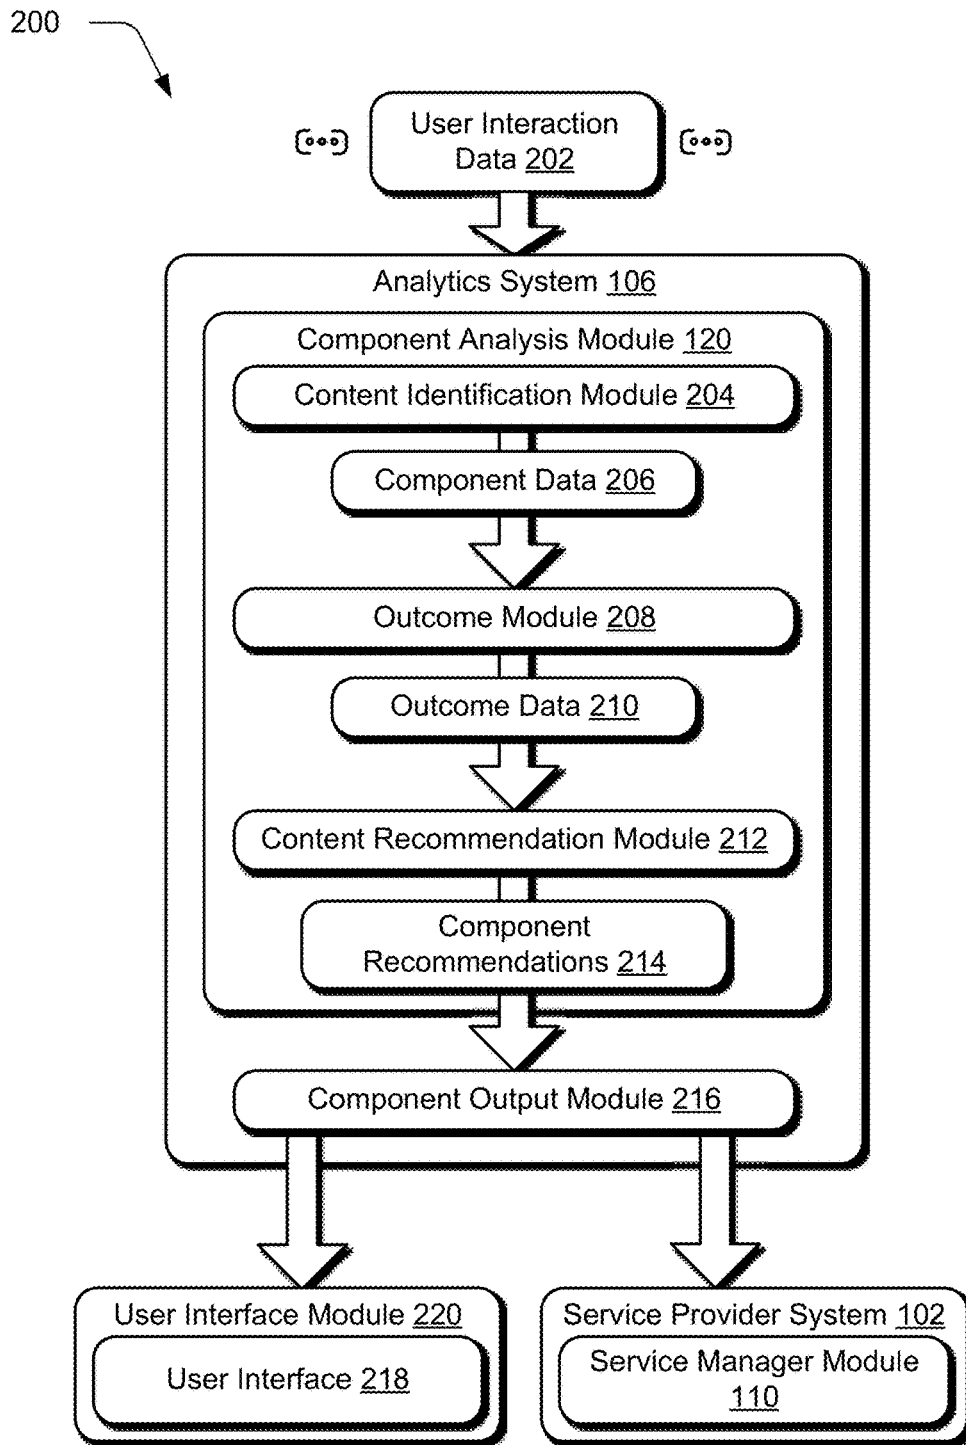 200
User Interaction
Data 202
Analytics System 106
Component Analysis Module 120
Content Identification Module 204
Component Data 206
Outcome Module 208
Outcome Data 210
Content Recommendation Module 212
Component
Recommendations 214
Component Output Module 216
User Interface Module 220
User Interface 218
Service Provider System 102
Service Manager Module
110